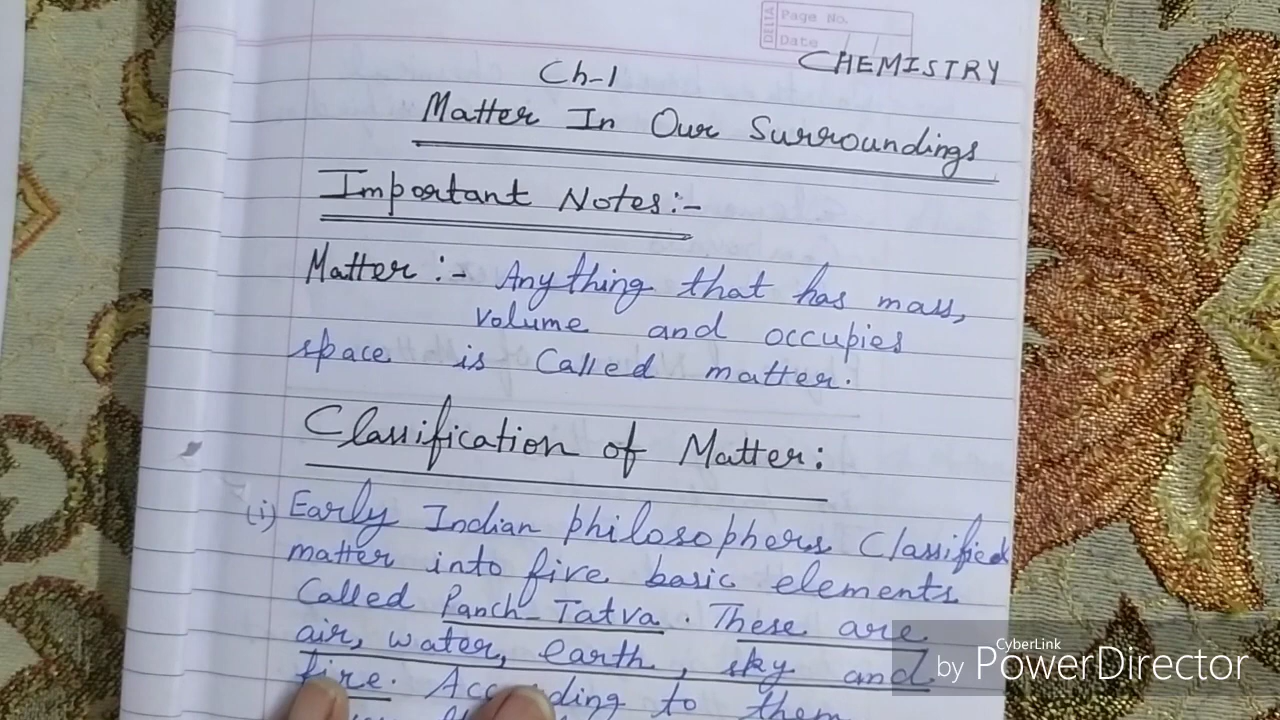 DELTA
Page No.
Date / /
CHEMISTRY
Ch-1
Matter In Our Surroundings
Important Notes:-
Matter :- Anything that has mass,
volume and occupies
space is Called matter.
Classification of Matter:
(i) Early Indian philosophers Classified
matter into five basic elements
Called Panch Tatva. These are
air, water, earth, sky and
fire. According to them
CyberLink
by PowerDirector